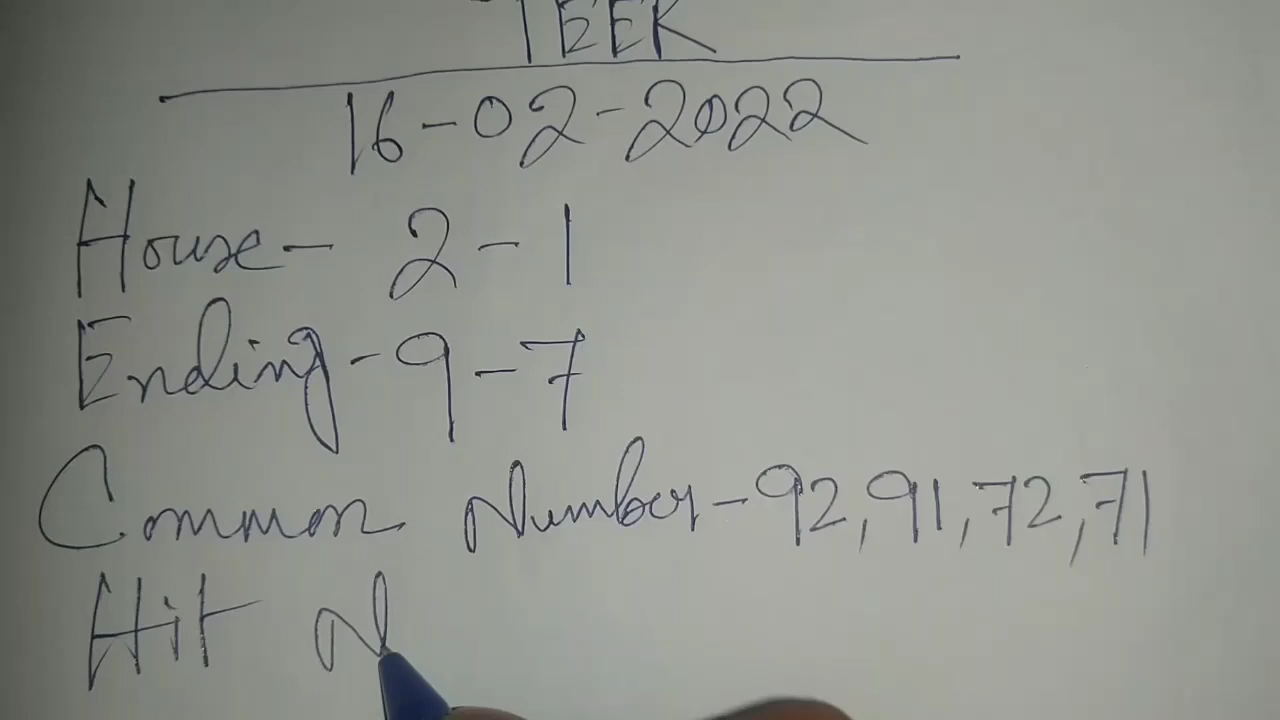 TEER
16-02-2022
House- 2-1
Ending-9-7
Common Number-92,91,72,71
Hit N